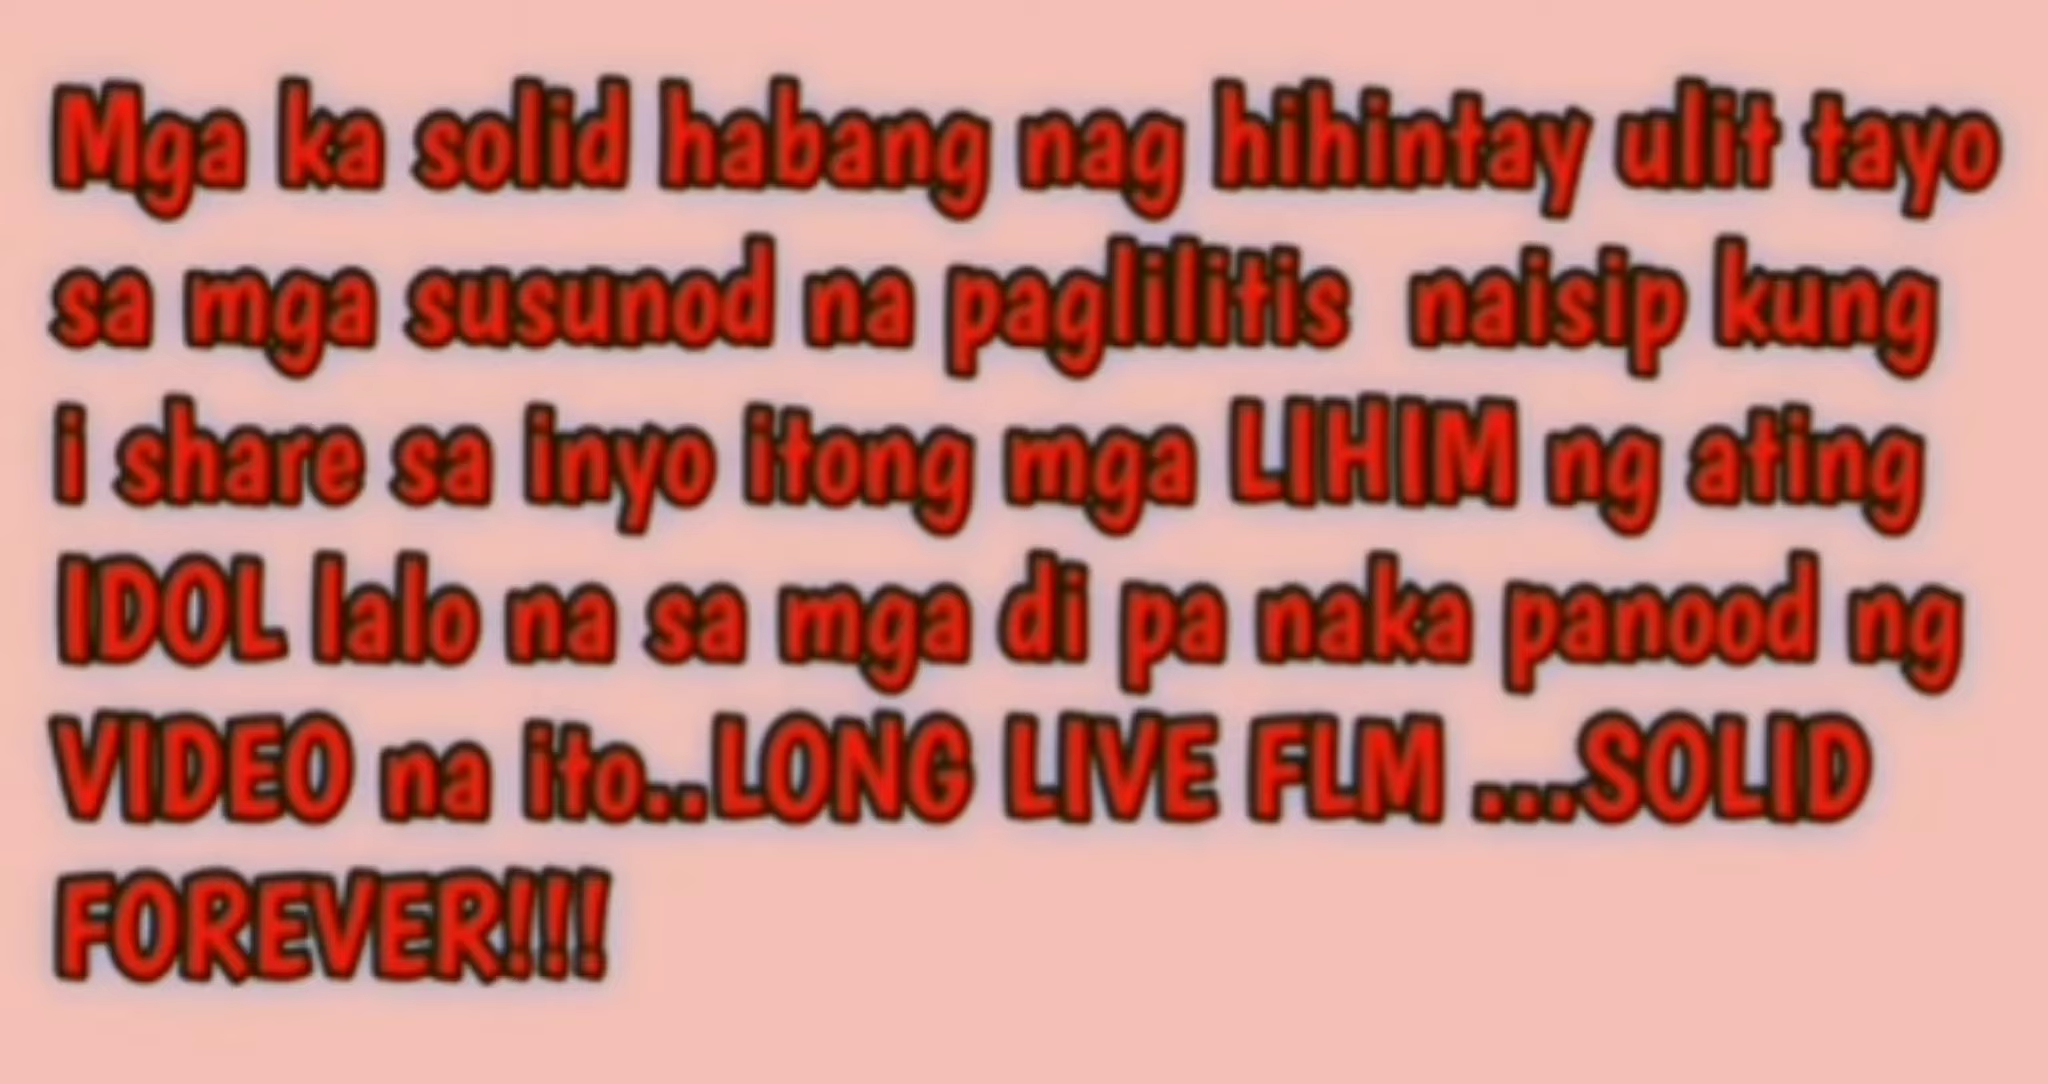 Mga ka solid habang nag hihintay ulit tayo
sa mga susunod na paglilitis naisip kung
i share sa inyo itong mga LIHIM ng ating
IDOL lalo na sa mga di pa naka panood ng
VIDEO na ito..LONG LIVE FLM ...SOLID
FOREVER!!!